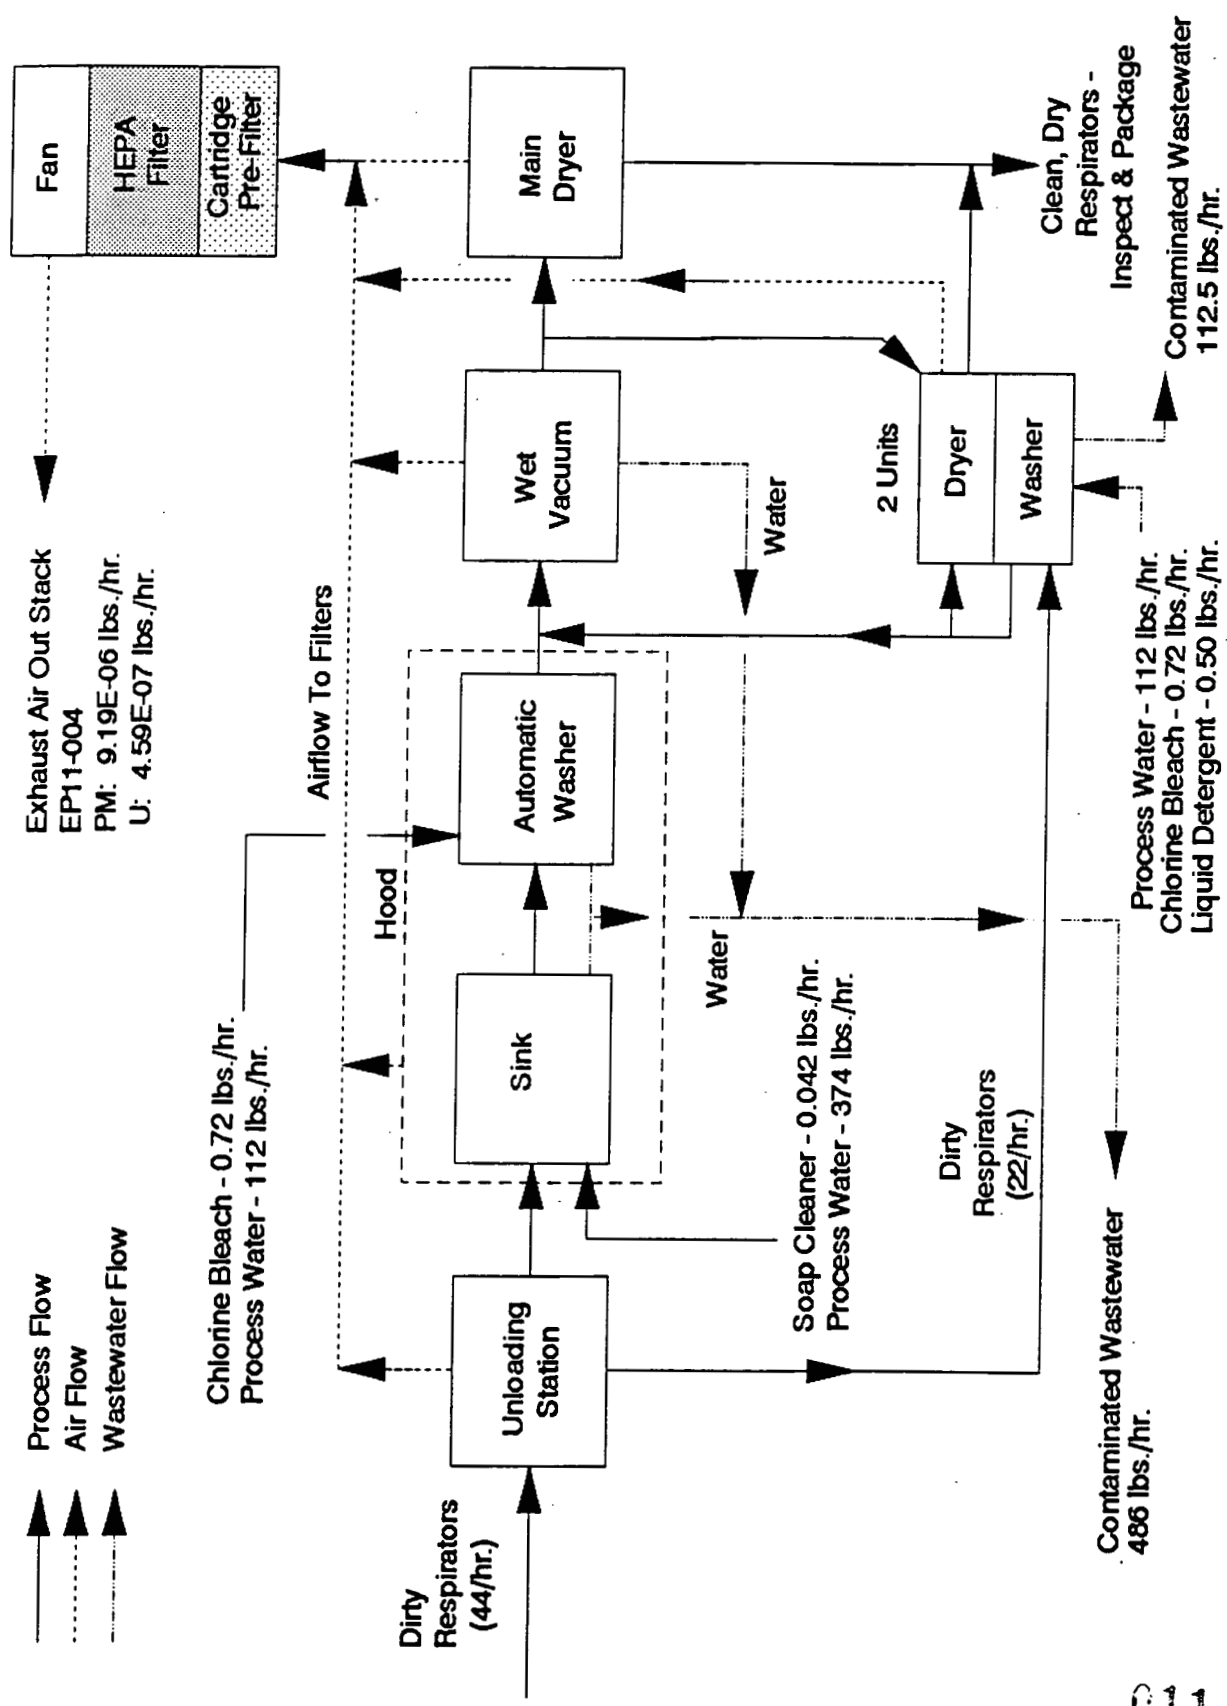 Process Flow
Air Flow
Wastewater Flow
Exhaust Air Out Stack
EP11-004
PM: 9.19E-06 lbs./hr.
U: 4.59E-07 lbs./hr.
Fan
HEPA
Filter
Cartridge
Pre-Filter
Chlorine Bleach - 0.72 lbs./hr.
Process Water - 112 lbs./hr.
Airflow To Filters
Hood
Dirty
Respirators
(44/hr.)
Unloading
Station
Sink
Automatic
Washer
Wet
Vacuum
Main
Dryer
Water
Water
Soap Cleaner - 0.042 lbs./hr.
Process Water - 374 lbs./hr.
2 Units
Dryer
Washer
Dirty
Respirators
(22/hr.)
Clean, Dry
Respirators -
Inspect & Package
Contaminated Wastewater
486 lbs./hr.
Process Water - 112 lbs./hr.
Chlorine Bleach - 0.72 lbs./hr.
Liquid Detergent - 0.50 lbs./hr.
Contaminated Wastewater
112.5 lbs./hr.